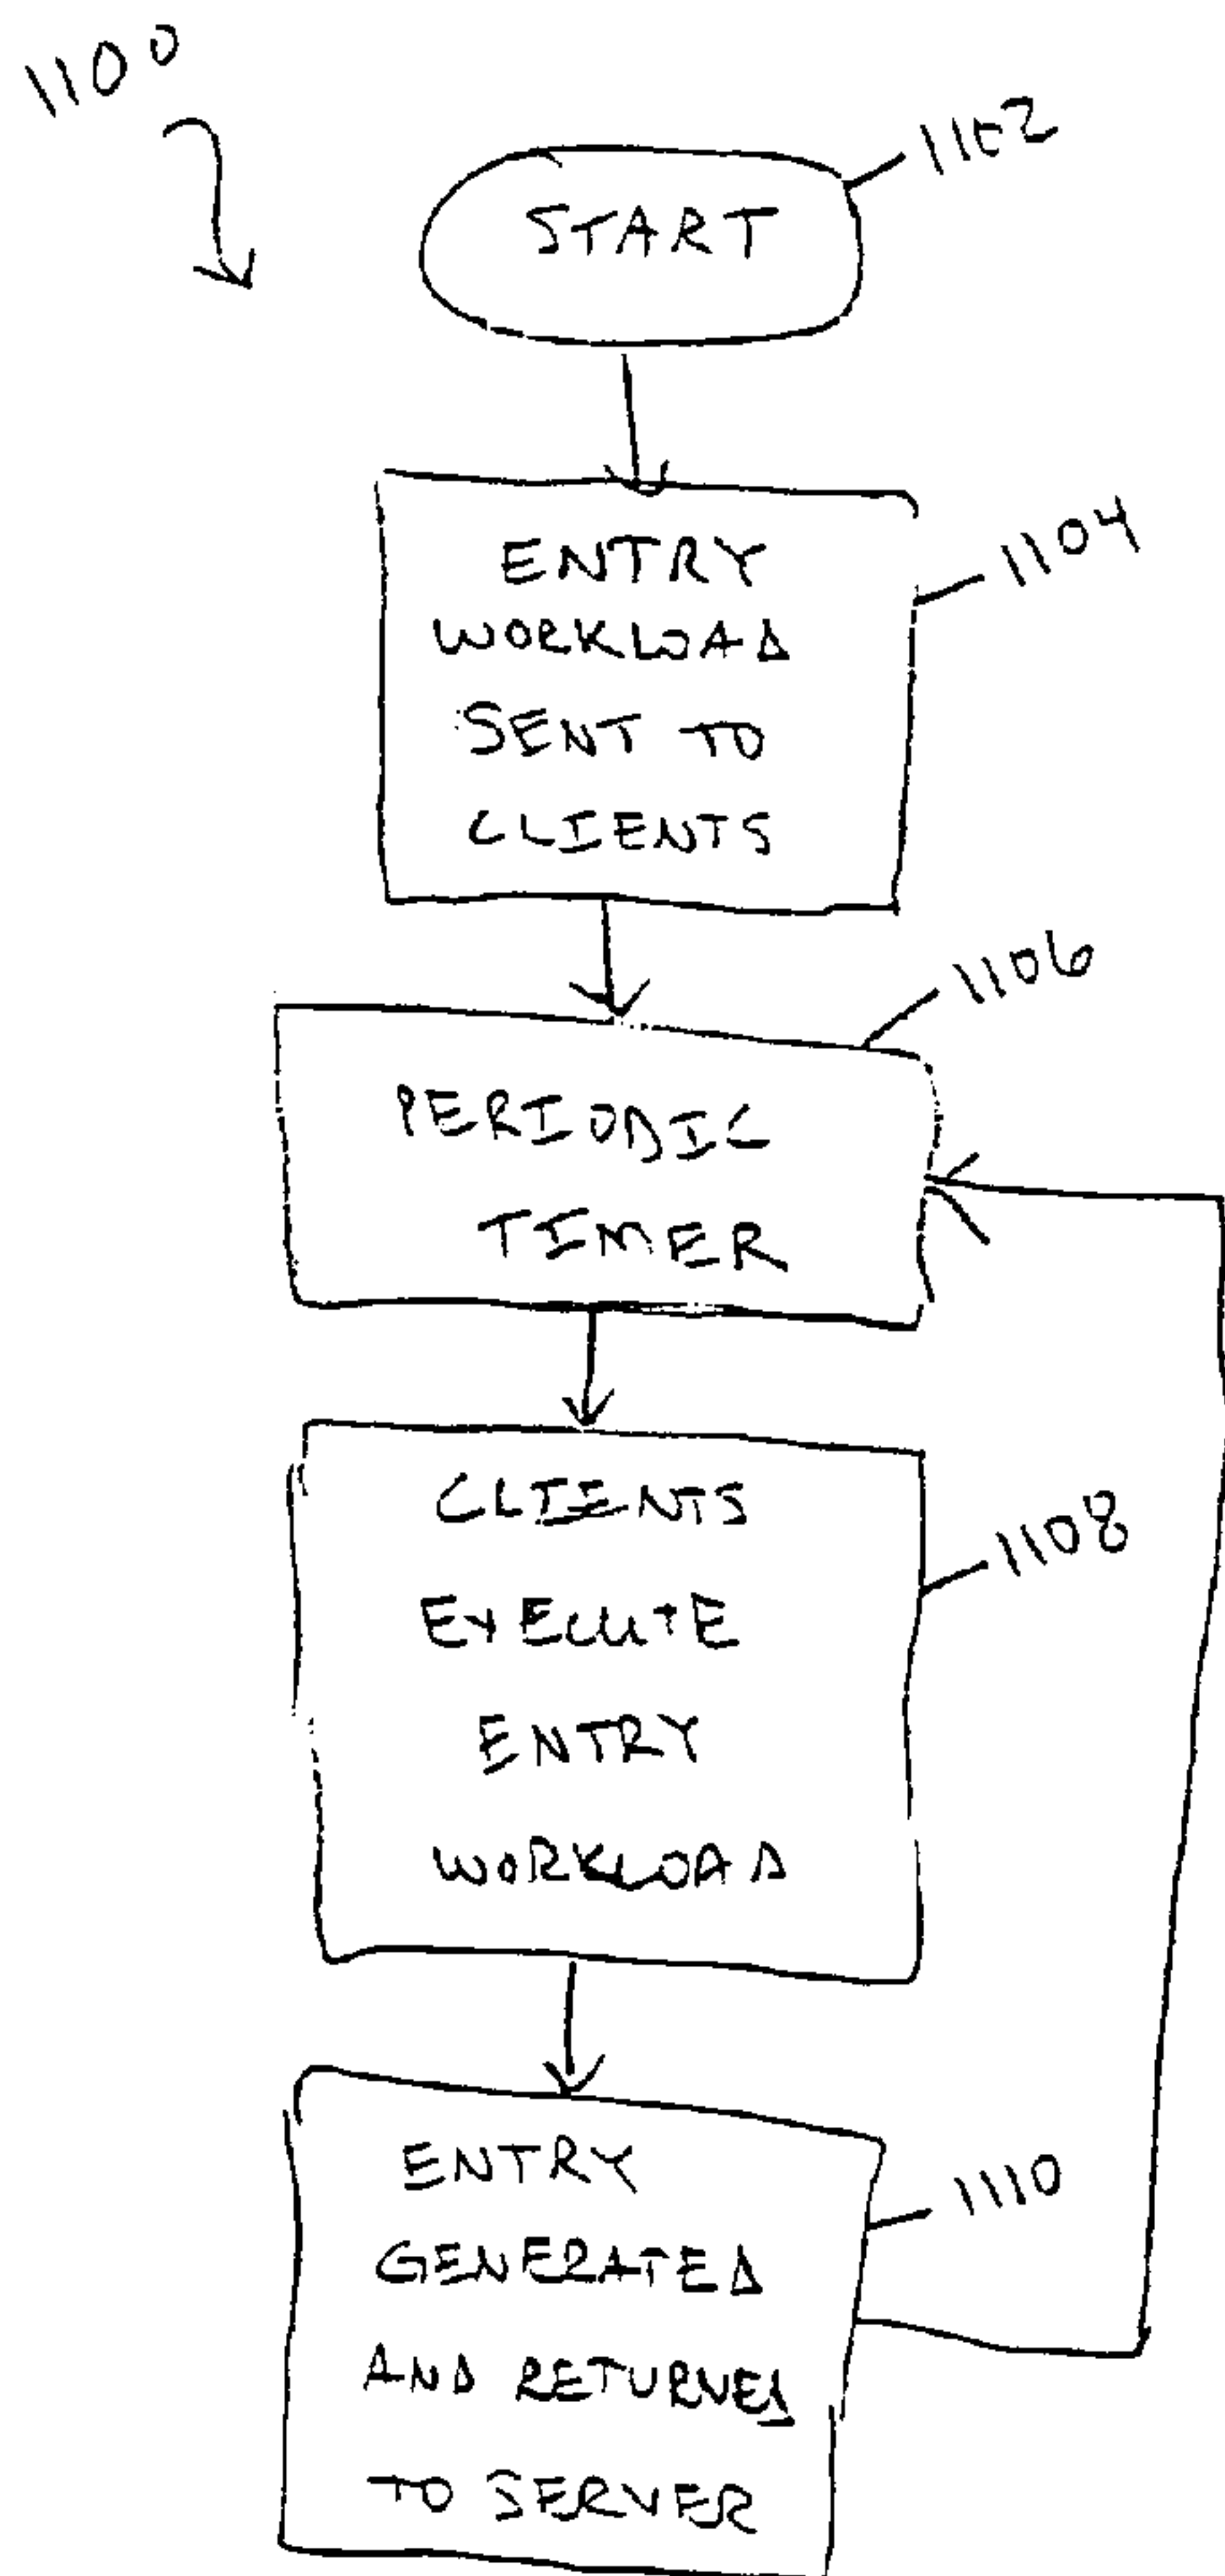 1100
1102
START
ENTRY
WORKLOAD
SENT TO
CLIENTS
1104
1106
PERIODIC
TIMER
CLIENTS
EXECUTE
ENTRY
WORKLOAD
1108
ENTRY
GENERATED
AND RETURNED
TO SERVER
1110